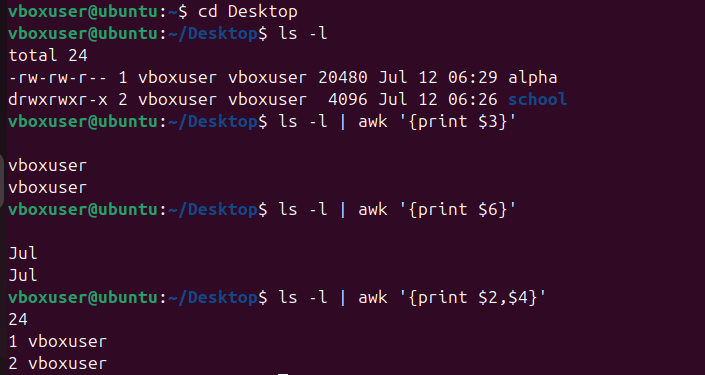 vboxuser@ubuntu:~$ cd Desktop
vboxuser@ubuntu:~/Desktop$ ls -l
total 24
-rw-rw-r-- 1 vboxuser vboxuser 20480 Jul 12 06:29 alpha
drwxrwxr-x 2 vboxuser vboxuser  4096 Jul 12 06:26 school
vboxuser@ubuntu:~/Desktop$ ls -l | awk '{print $3}'

vboxuser
vboxuser
vboxuser@ubuntu:~/Desktop$ ls -l | awk '{print $6}'

Jul
Jul
vboxuser@ubuntu:~/Desktop$ ls -l | awk '{print $2,$4}'
24
1 vboxuser
2 vboxuser